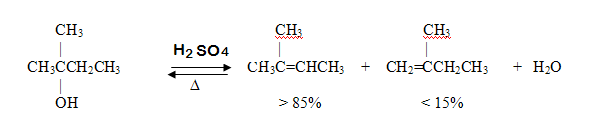 CH₃ CH₃ CH₃
H₂SO₄
CH₃CCH₂CH₃ CH₃C=CHCH₃ + CH₂=CCH₂CH₃ + H₂O
Δ
OH > 85% < 15%